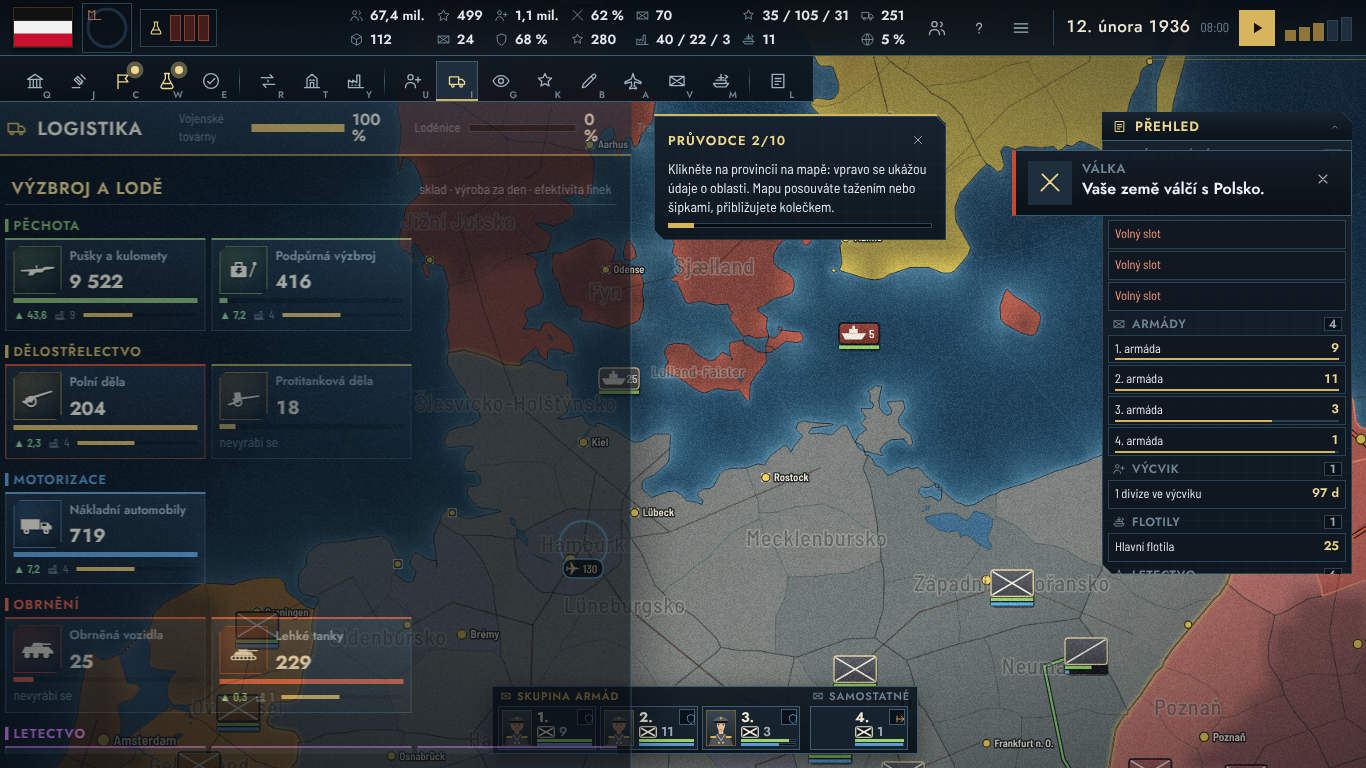 67,4 mil. 499 1,1 mil. 62 % 70 35 / 105 / 31 251
112 24 68 % 280 40 / 22 / 3 11 5 %
12. února 1936 08:00
Q J C W E R T Y U I G K B A V M L
LOGISTIKA
Vojenské továrny 100 %
Loděnice 0 %
VÝZBROJ A LODĚ
sklad · výroba za den · efektivita linek
PĚCHOTA
Pušky a kulomety
9 522
▲ 43,6 9
Podpůrná výzbroj
416
▲ 7,2 4
DĚLOSTŘELECTVO
Polní děla
204
▲ 2,3 4
Protitanková děla
18
nevyrábí se
MOTORIZACE
Nákladní automobily
719
▲ 7,2 4
OBRNĚNÍ
Obrněná vozidla
25
nevyrábí se
Lehké tanky
229
▲ 0,3 1
LETECTVO
PRŮVODCE 2/10
Klikněte na provincii na mapě: vpravo se ukážou
údaje o oblasti. Mapu posouváte tažením nebo
šipkami, přibližujete kolečkem.
PŘEHLED
VÁLKA
Vaše země válčí s Polsko.
Volný slot
Volný slot
Volný slot
ARMÁDY 4
1. armáda 9
2. armáda 11
3. armáda 3
4. armáda 1
VÝCVIK 1
1 divize ve výcviku 97 d
FLOTILY 1
Hlavní flotila 25
Aarhus
Jižní Jutsko
Odense
Fyn
Sjælland
5
25
Lolland-Falster
Šlesvicko-Holštýnsko
Kiel
Rostock
Lübeck
Hamburk
130
Mecklenbursko
Lüneburgsko
Brémy
Groningen
Amsterdam
Osnabrück
Frankfurt n. O.
Poznaň
Poznaň
SKUPINA ARMÁD
SAMOSTATNÉ
1. 9
2. 11
3. 3
4. 1